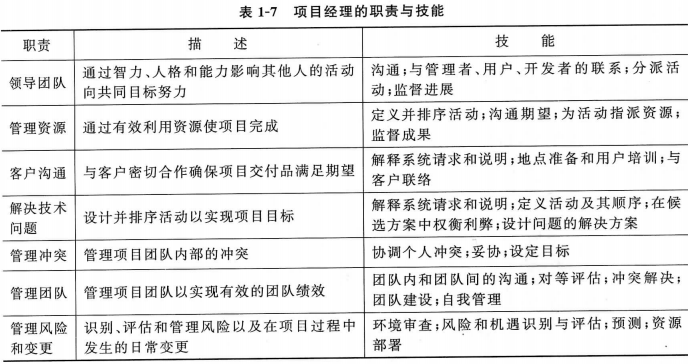 表 1-7 项目经理的职责与技能
职责 描述 技能
领导团队 通过智力、人格和能力影响其他人的活动向共同目标努力 沟通;与管理者、用户、开发者的联系;分派活动;监督进展
管理资源 通过有效利用资源使项目完成 定义并排序活动;沟通期望;为活动指派资源;监督成果
客户沟通 与客户密切合作确保项目交付品满足期望 解释系统请求和说明;地点准备和用户培训;与客户联络
解决技术问题 设计并排序活动以实现项目目标 解释系统请求和说明;定义活动及其顺序;在候选方案中权衡利弊;设计问题的解决方案
管理冲突 管理项目团队内部的冲突 协调个人冲突;妥协;设定目标
管理团队 管理项目团队以实现有效的团队绩效 团队内和团队间的沟通;对等评估;冲突解决;团队建设;自我管理
管理风险和变更 识别、评估和管理风险以及在项目过程中发生的日常变更 环境审查;风险和机遇识别与评估;预测;资源部署